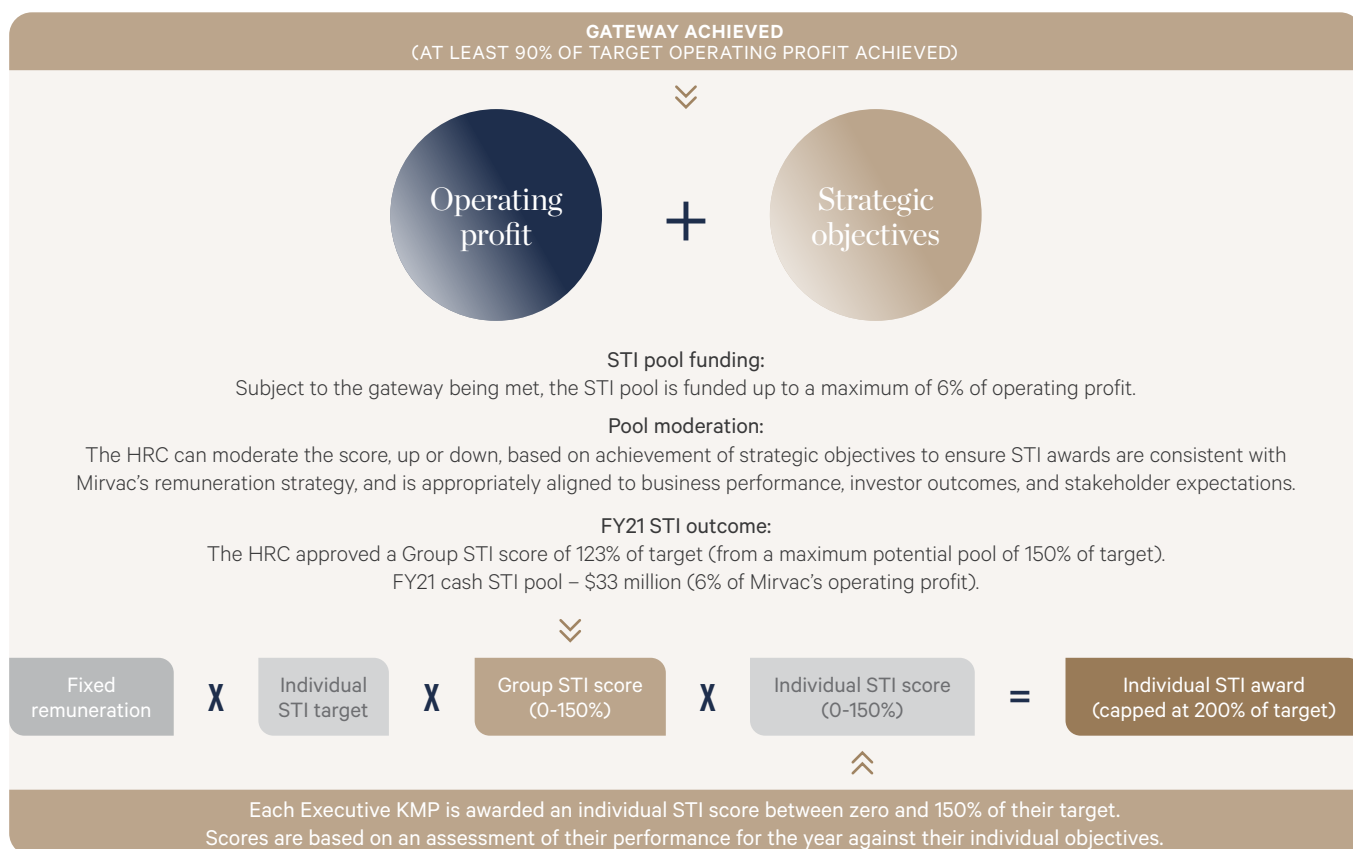 GATEWAY ACHIEVED
(AT LEAST 90% OF TARGET OPERATING PROFIT ACHIEVED)
Operating
profit
+
Strategic
objectives
STI pool funding:
Subject to the gateway being met, the STI pool is funded up to a maximum of 6% of operating profit.
Pool moderation:
The HRC can moderate the score, up or down, based on achievement of strategic objectives to ensure STI awards are consistent with
Mirvac’s remuneration strategy, and is appropriately aligned to business performance, investor outcomes, and stakeholder expectations.
FY21 STI outcome:
The HRC approved a Group STI score of 123% of target (from a maximum potential pool of 150% of target).
FY21 cash STI pool – $33 million (6% of Mirvac’s operating profit).
Fixed
remuneration
X
Individual
STI target
X
Group STI score
(0-150%)
X
Individual STI score
(0-150%)
=
Individual STI award
(capped at 200% of target)
Each Executive KMP is awarded an individual STI score between zero and 150% of their target.
Scores are based on an assessment of their performance for the year against their individual objectives.